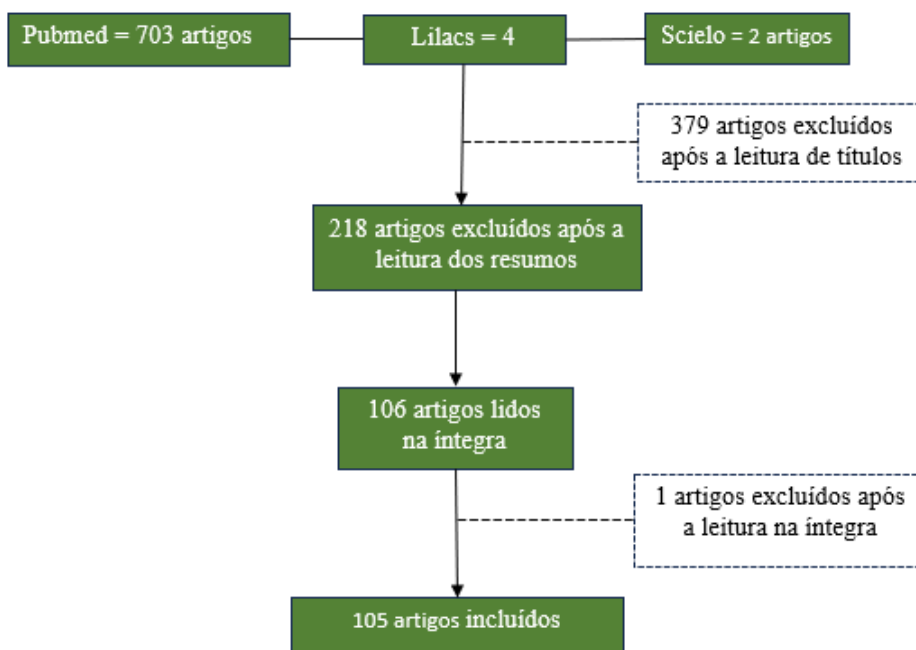 Pubmed = 703 artigos
Lilacs = 4
Scielo = 2 artigos
379 artigos excluídos
após a leitura de títulos
218 artigos excluídos após a
leitura dos resumos
106 artigos lidos
na íntegra
1 artigos excluídos após
a leitura na íntegra
105 artigos incluídos